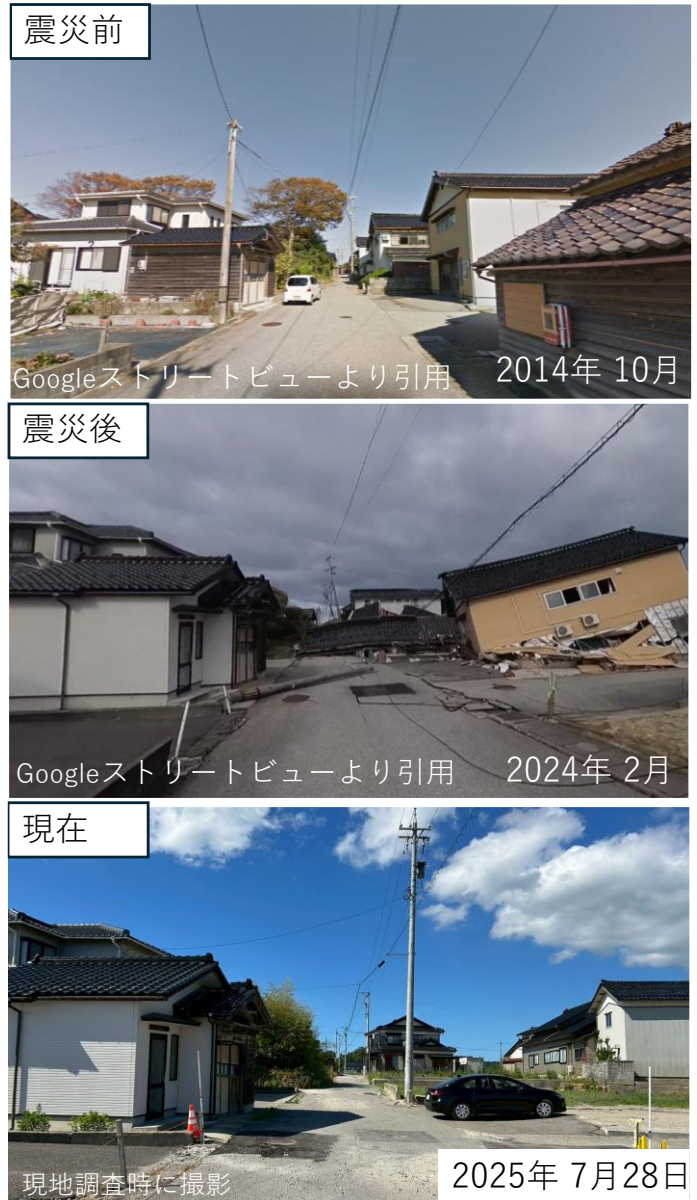 震災前
Googleストリートビューより引用
2014年 10月
震災後
Googleストリートビューより引用
2024年 2月
現在
現地調査時に撮影
2025年 7月28日